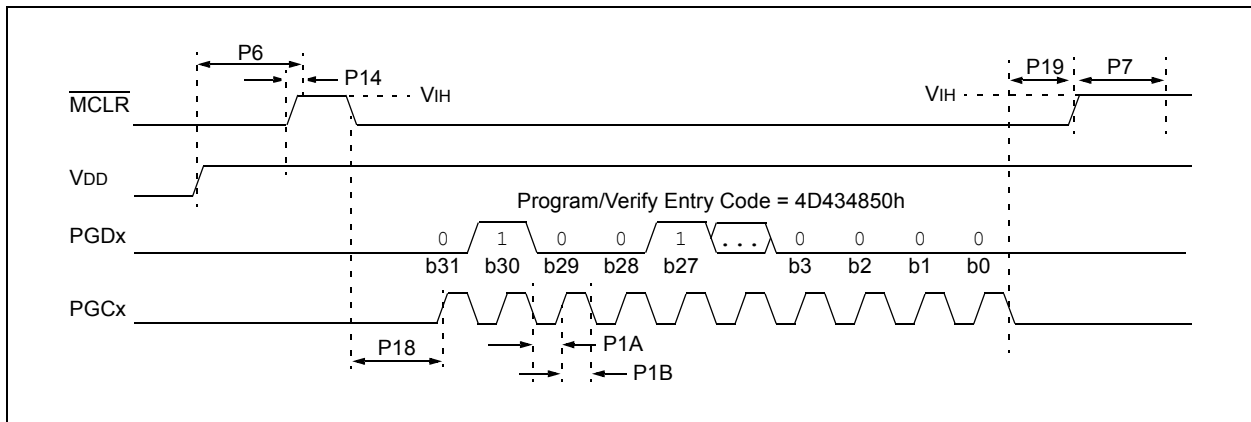 P6
P14
P19
P7
MCLR
VIH
VIH
VDD
Program/Verify Entry Code = 4D434850h
PGDx
0 1 0 0 1 ... 0 0 0 0
b31 b30 b29 b28 b27 b3 b2 b1 b0
PGCx
P18
P1A
P1B